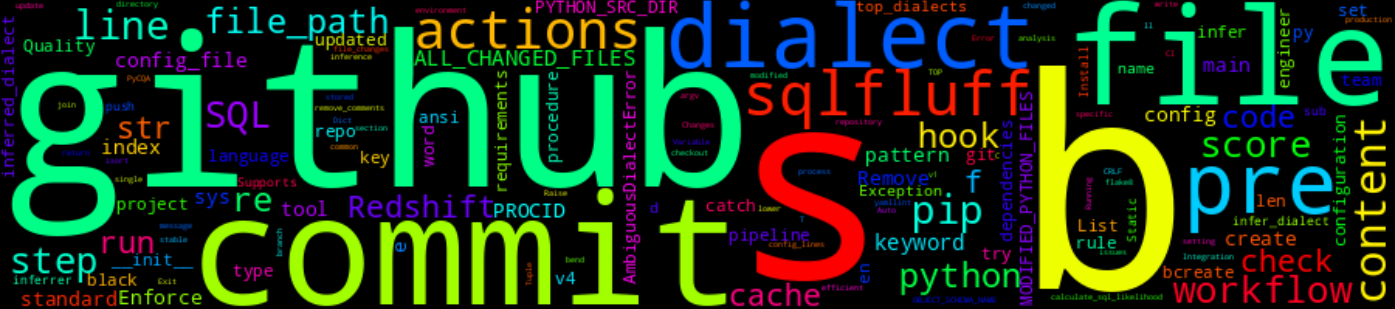 update
directory
environment
PYTHON_SRC_DIR
top_dialects
changed
write
set
production
line
file_path
actions
dialect
file
inferred_dialect
Quality
updated
file_changes
inference
ALL_CHANGED_FILES
Error
analysis
ll
infer
engineer
py
config_file
PyCQA
modified
TOP
Install
name
main
team
github
join
push
SQL
stored
remove_comments
Dict
section
repo
ansi
word
requirements
procedure
AmbiguousDialectError
argv
Changes
Variable
checkout
sqlfluff
repository
hook
MODIFIED_PYTHON_FILES
specific
ci
config
code
sub
str
index
return
isort
language
common
key
s
b
pattern
git
dependencies
score
configuration
content
single
Supports
sys
re
project
tool
Redshift
PROCID
Raise
d
catch
lower
process
Remove
v1
Exception
yamllint
Auto
f
pip
CRLF
flake8
Parsing
List
Static
rule
issues
pre
len
infer_dialect
message
stable
run
__init__
branch
commit
e
T
pipeline
config_lines
keyword
try
setting
create
step
inferrer
black
Exit
type
Tuple
bend
v4
en
python
Integration
bcreate
check
standard
Enforce
cache
efficient
OBJECT_SCHEMA_NAME
calculate_sql_likelihood
workflow